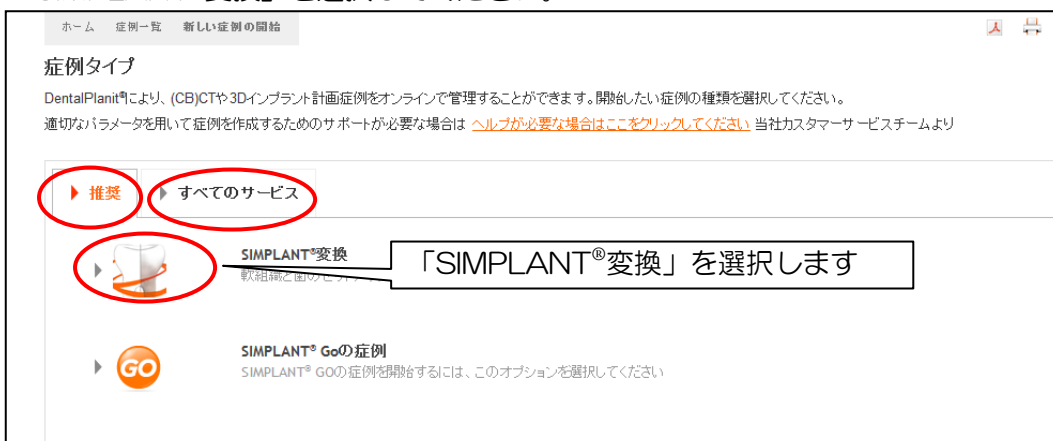 変換」を選択してください。
ホーム 症例一覧 新しい症例の開始
症例タイプ
DentalPlanit®により、(CB)CTや3Dインプラント計画症例をオンラインで管理することができます。開始したい症例の種類を選択してください。
適切なパラメータを用いて症例を作成するためのサポートが必要な場合は ヘルプが必要な場合はここをクリックしてください 当社カスタマーサービスチームより
推奨 すべてのサービス
SIMPLANT®変換
軟組織と歯の
「SIMPLANT®変換」を選択します
GO
SIMPLANT® Goの症例
SIMPLANT® GOの症例を開始するには、このオプションを選択してください